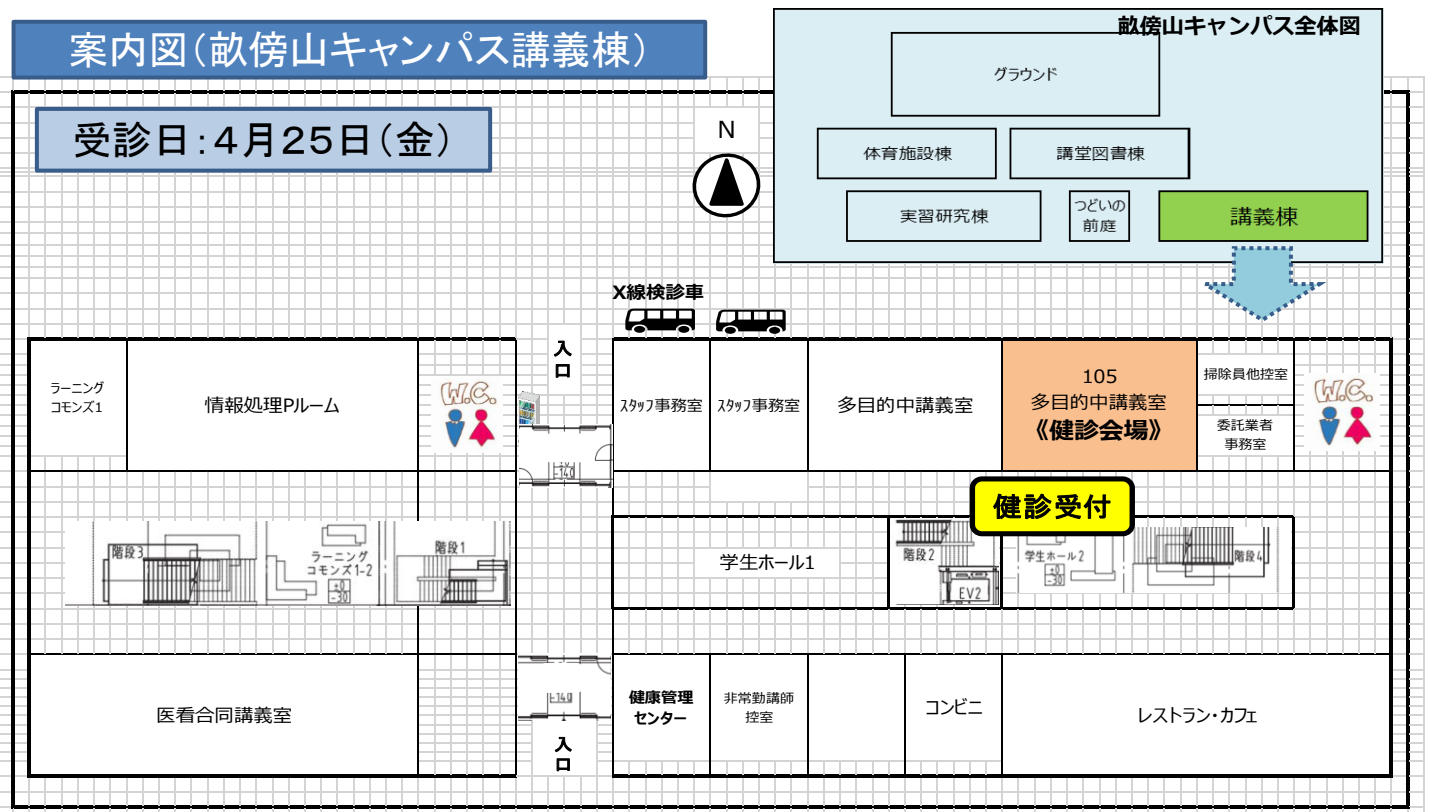 案内図（畝傍山キャンパス講義棟）
受診日：４月２５日（金）
畝傍山キャンパス全体図
グラウンド
体育施設棟
講堂図書棟
実習研究棟
つどいの
前庭
講義棟
N
X線検診車
入
口
ラーニング
コモンズ1
情報処理Pルーム
W.C.
スタッフ事務室
スタッフ事務室
多目的中講義室
105
多目的中講義室
《健診会場》
掃除員他控室
委託業者
事務室
W.C.
-140
健診受付
階段3
ラーニング
コモンズ1-2
±0
-30
階段1
学生ホール1
階段2
EV2
学生ホール2
±0
-30
階段4
医看合同講義室
-140
入
口
健康管理
センター
非常勤講師
控室
コンビニ
レストラン・カフェ